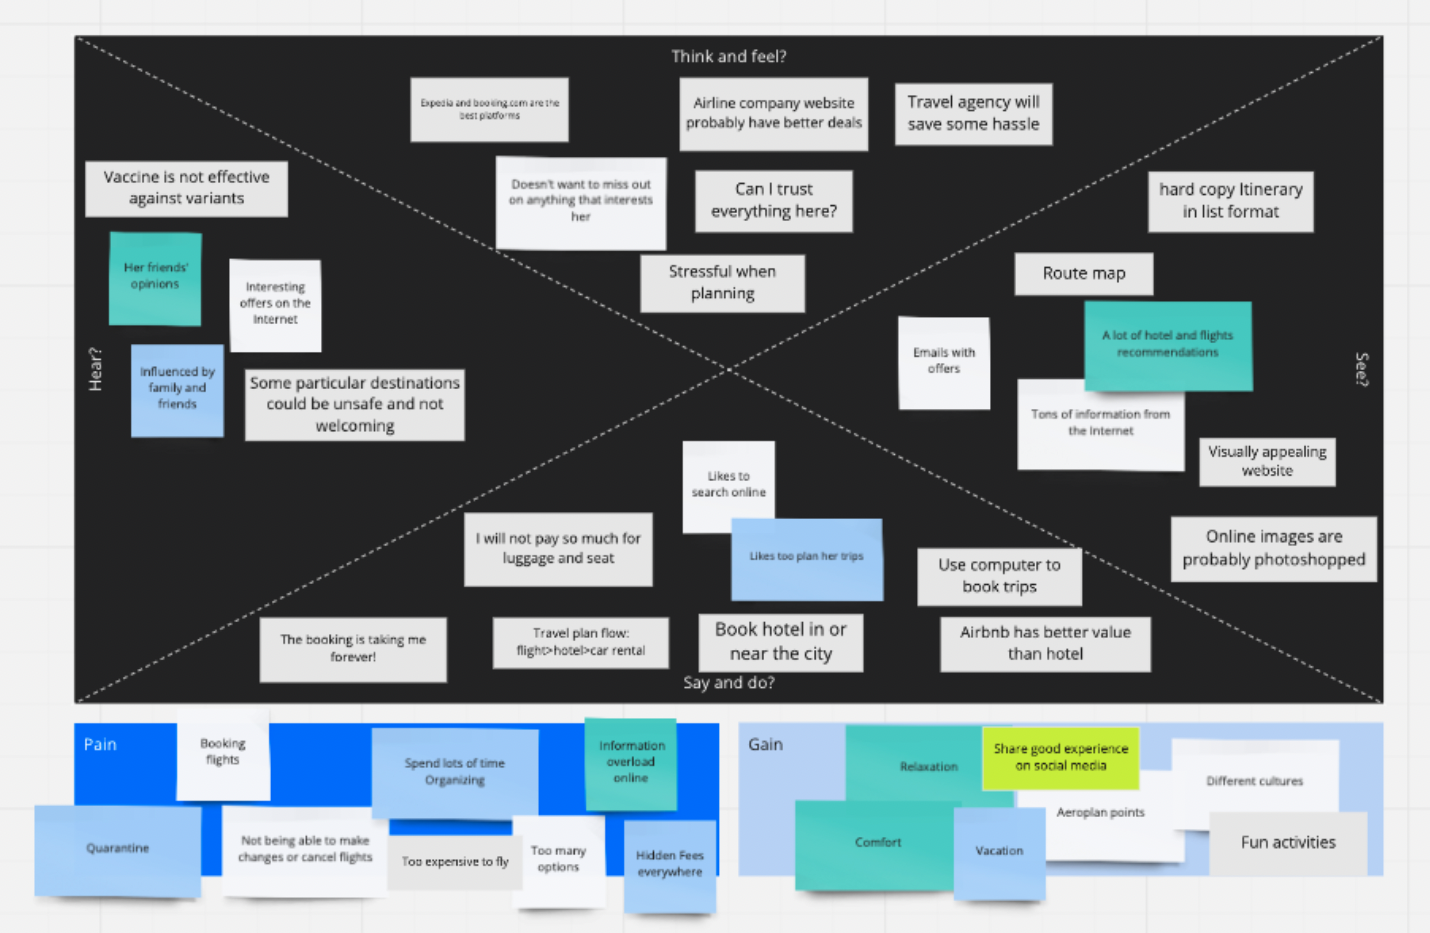 Think and feel?
Expedia and booking.com are the
best platforms
Airline company website
probably have better deals
Travel agency will
save some hassle
Doesn't want to miss out
on anything that interests
her
Can I trust
everything here?
Stressful when
planning
Hear?
Vaccine is not effective
against variants
Her friends'
opinions
Interesting
offers on the
Internet
Influenced by
family and
friends
Some particular destinations
could be unsafe and not
welcoming
See?
hard copy Itinerary
in list format
Route map
A lot of hotel and flights
recommendations
Emails with
offers
Tons of information from
the Internet
Visually appealing
website
Online images are
probably photoshopped
Likes to
search online
I will not pay so much for
luggage and seat
Likes too plan her trips
Use computer to
book trips
The booking is taking me
forever!
Travel plan flow:
flight>hotel>car rental
Book hotel in or
near the city
Airbnb has better value
than hotel
Say and do?
Pain
Booking
flights
Spend lots of time
Organizing
Information
overload
online
Quarantine
Not being able to make
changes or cancel flights
Too expensive to fly
Too many
options
Hidden Fees
everywhere
Gain
Relaxation
Share good experience
on social media
Different cultures
Aeroplan points
Comfort
Vacation
Fun activities